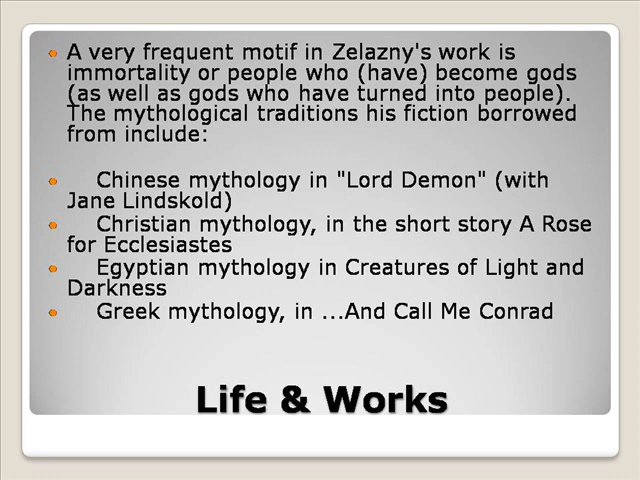 A very frequent motif in Zelazny's work is
immortality or people who (have) become gods
(as well as gods who have turned into people).
The mythological traditions his fiction borrowed
from include:
Chinese mythology in "Lord Demon" (with
Jane Lindskold)
Christian mythology, in the short story A Rose
for Ecclesiastes
Egyptian mythology in Creatures of Light and
Darkness
Greek mythology, in ...And Call Me Conrad
Life & Works